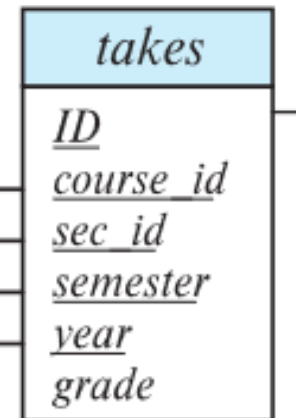 takes
ID
course_id
sec_id
semester
year
grade